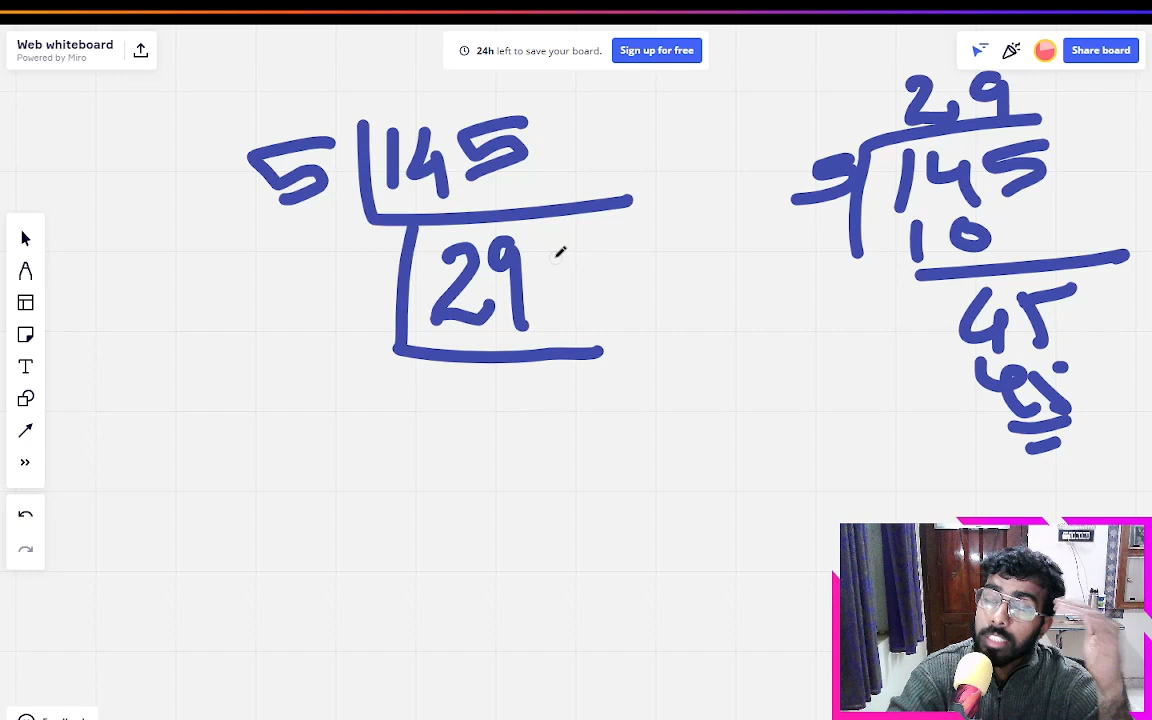 Web whiteboard
Powered by Miro
24h left to save your board.
Sign up for free
Share board
5 145
29
29
5 145
10
45
45